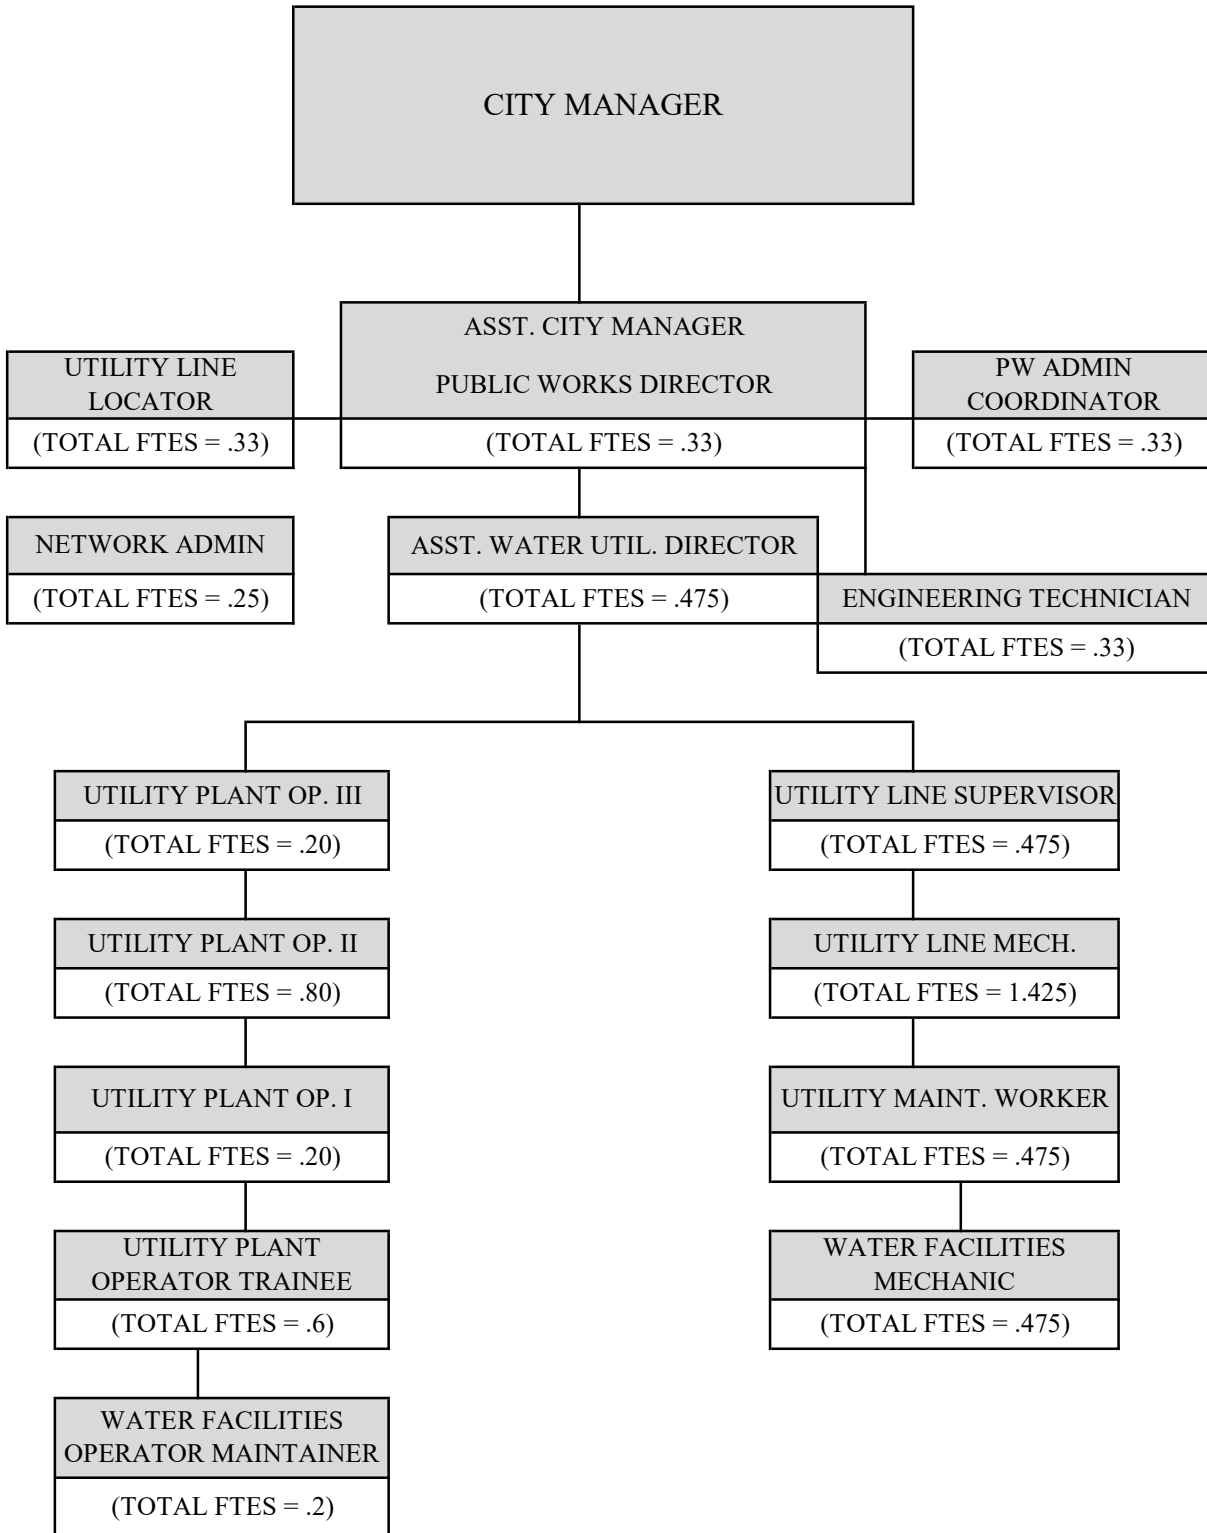 CITY MANAGER
ASST. CITY MANAGER
PUBLIC WORKS DIRECTOR
(TOTAL FTES = .33)
UTILITY LINE
LOCATOR
(TOTAL FTES = .33)
PW ADMIN
COORDINATOR
(TOTAL FTES = .33)
NETWORK ADMIN
(TOTAL FTES = .25)
ASST. WATER UTIL. DIRECTOR
(TOTAL FTES = .475)
ENGINEERING TECHNICIAN
(TOTAL FTES = .33)
UTILITY PLANT OP. III
(TOTAL FTES = .20)
UTILITY PLANT OP. II
(TOTAL FTES = .80)
UTILITY PLANT OP. I
(TOTAL FTES = .20)
UTILITY PLANT
OPERATOR TRAINEE
(TOTAL FTES = .6)
WATER FACILITIES
OPERATOR MAINTAINER
(TOTAL FTES = .2)
UTILITY LINE SUPERVISOR
(TOTAL FTES = .475)
UTILITY LINE MECH.
(TOTAL FTES = 1.425)
UTILITY MAINT. WORKER
(TOTAL FTES = .475)
WATER FACILITIES
MECHANIC
(TOTAL FTES = .475)